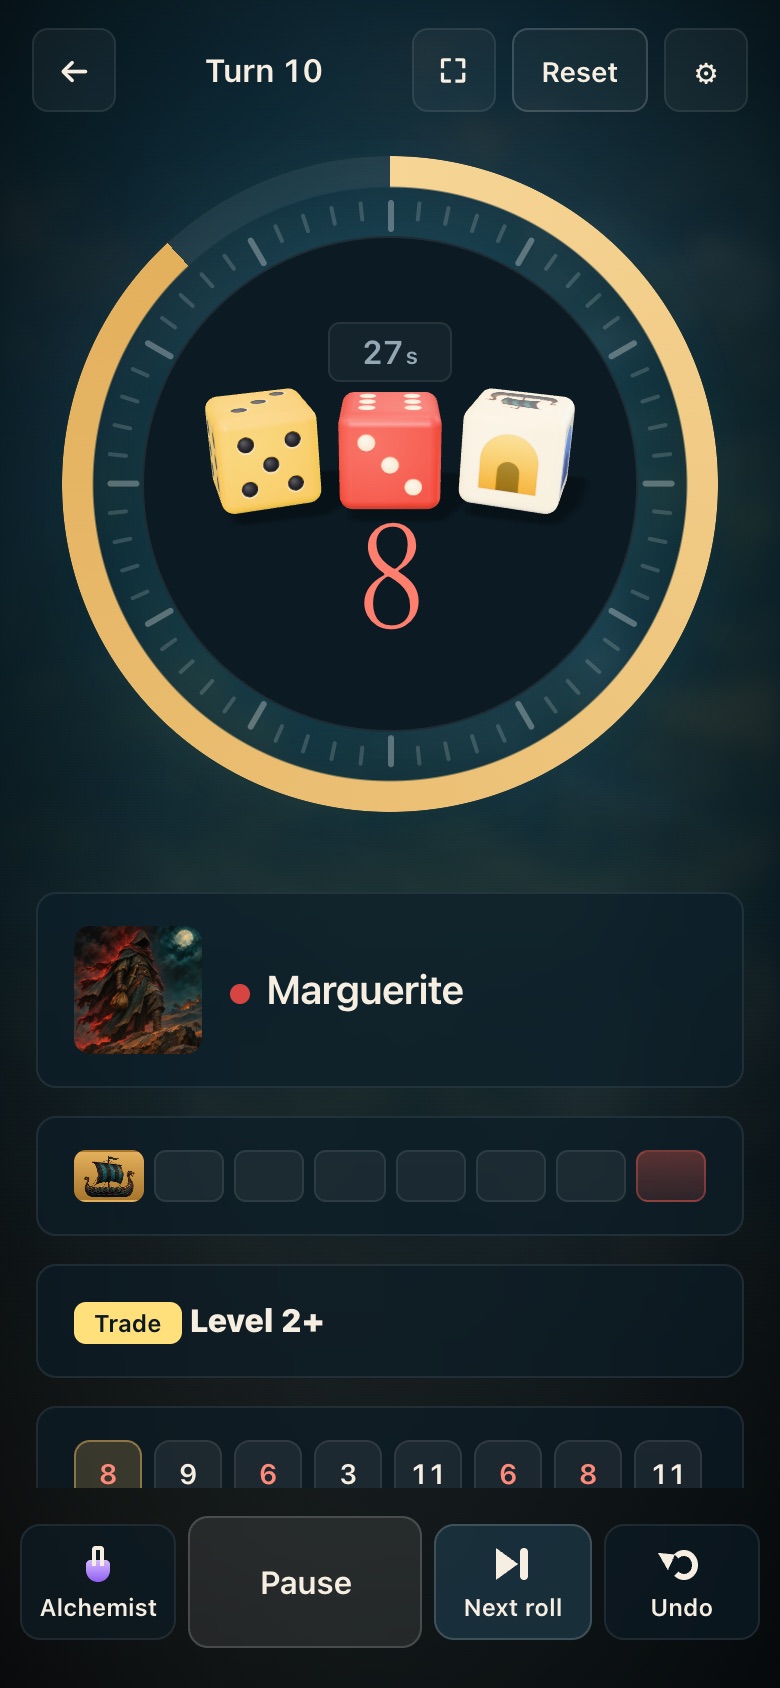 Turn 10
Reset
27s
8
Marguerite
Trade Level 2+
8 9 6 3 11 6 8 11
Alchemist
Pause
Next roll
Undo